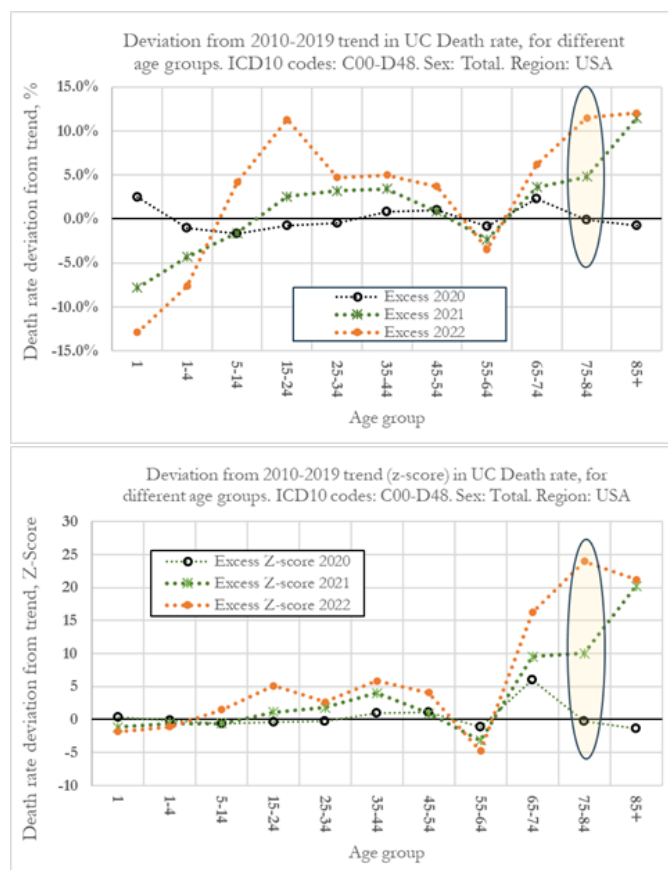 Deviation from 2010-2019 trend in UC Death rate, for different
age groups. ICD10 codes: C00-D48. Sex: Total. Region: USA
Death rate deviation from trend, %
15.0%
10.0%
5.0%
0.0%
-5.0%
-10.0%
-15.0%
Excess 2020
Excess 2021
Excess 2022
1
1-4
5-14
15-24
25-34
35-44
45-54
55-64
65-74
75-84
85+
Age group
Deviation from 2010-2019 trend (z-score) in UC Death rate, for
different age groups. ICD10 codes: C00-D48. Sex: Total. Region: USA
Death rate deviation from trend, Z-Score
30
25
20
15
10
5
0
-5
-10
Excess Z-score 2020
Excess Z-score 2021
Excess Z-score 2022
1
1-4
5-14
15-24
25-34
35-44
45-54
55-64
65-74
75-84
85+
Age group